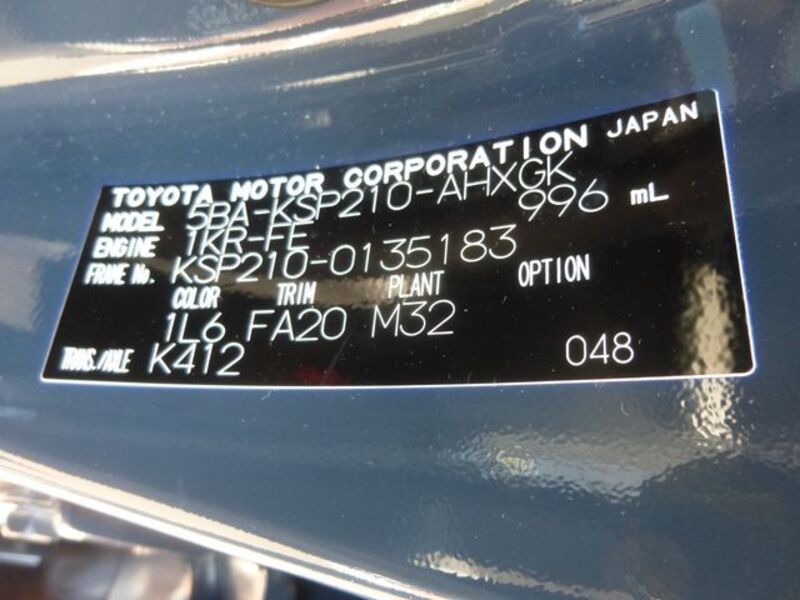 TOYOTA MOTOR CORPORATION JAPAN
MODEL 5BA-KSP210-AHXGK
ENGINE 1KR-FE 996 mL
FRAME No. KSP210-0135183
COLOR TRIM PLANT OPTION
1L6 FA20 M32
TRANS./AXLE K412 048